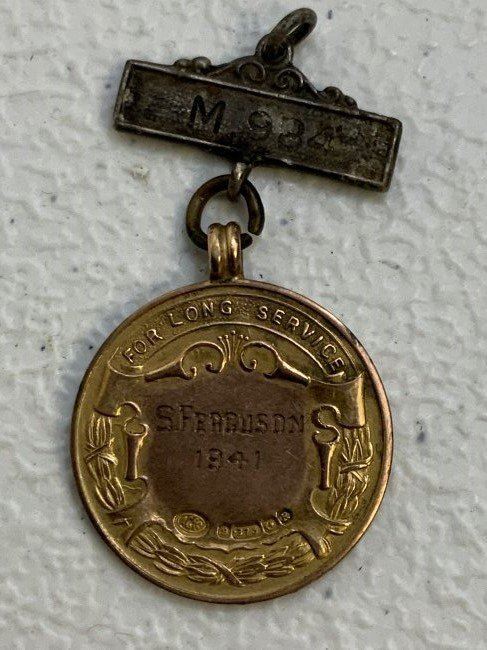 M 934
FOR LONG SERVICE
S. FERGUSON
1941